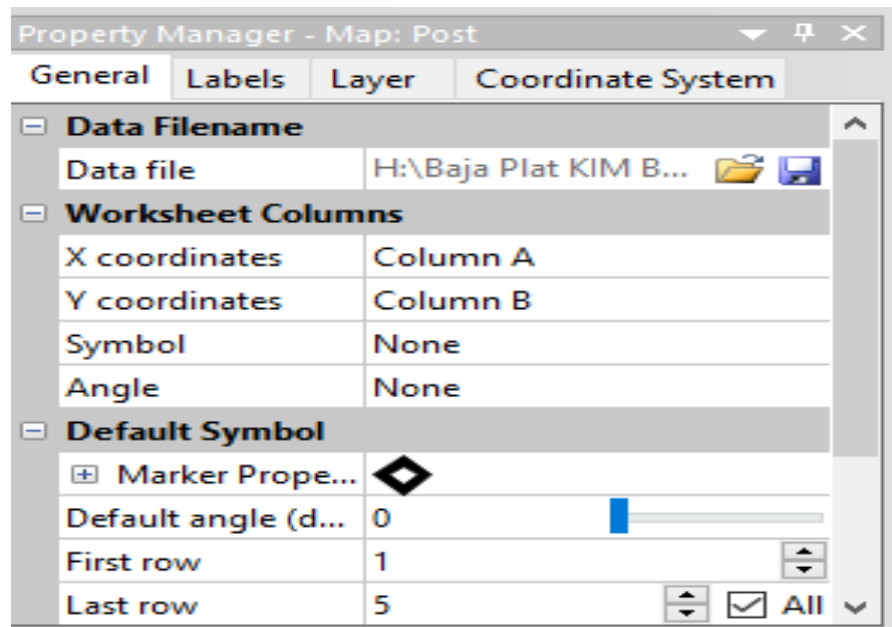 Property Manager - Map: Post
General Labels Layer Coordinate System
Data Filename
Data file H:\Baja Plat KIM B...
Worksheet Columns
X coordinates Column A
Y coordinates Column B
Symbol None
Angle None
Default Symbol
Marker Prope...
Default angle (d... 0
First row 1
Last row 5 All